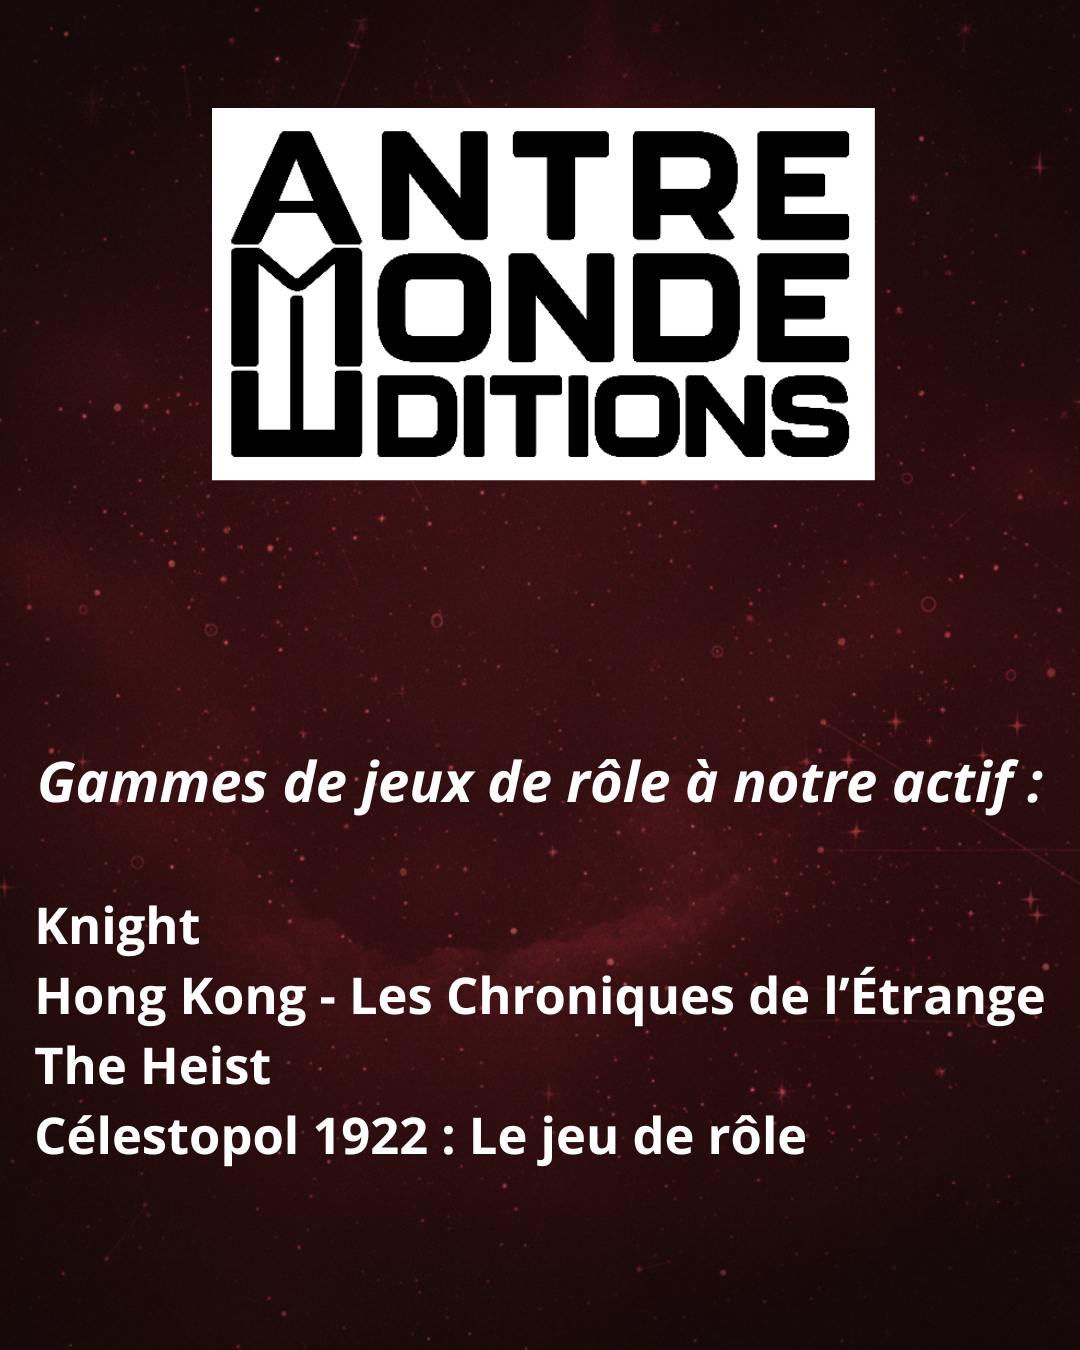 ANTRE
MONDE
EDITIONS
Gammes de jeux de rôle à notre actif :
Knight
Hong Kong - Les Chroniques de l’Étrange
The Heist
Célestopol 1922 : Le jeu de rôle